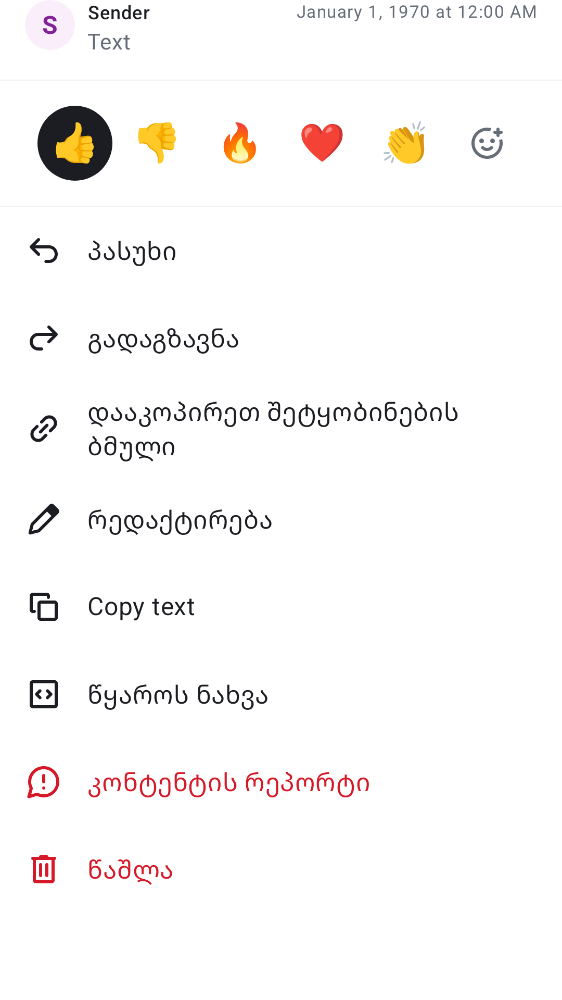 S
Sender
January 1, 1970 at 12:00 AM
Text
პასუხი
გადაგზავნა
დააკოპირეთ შეტყობინების
ბმული
რედაქტირება
Copy text
წყაროს ნახვა
კონტენტის რეპორტი
წაშლა